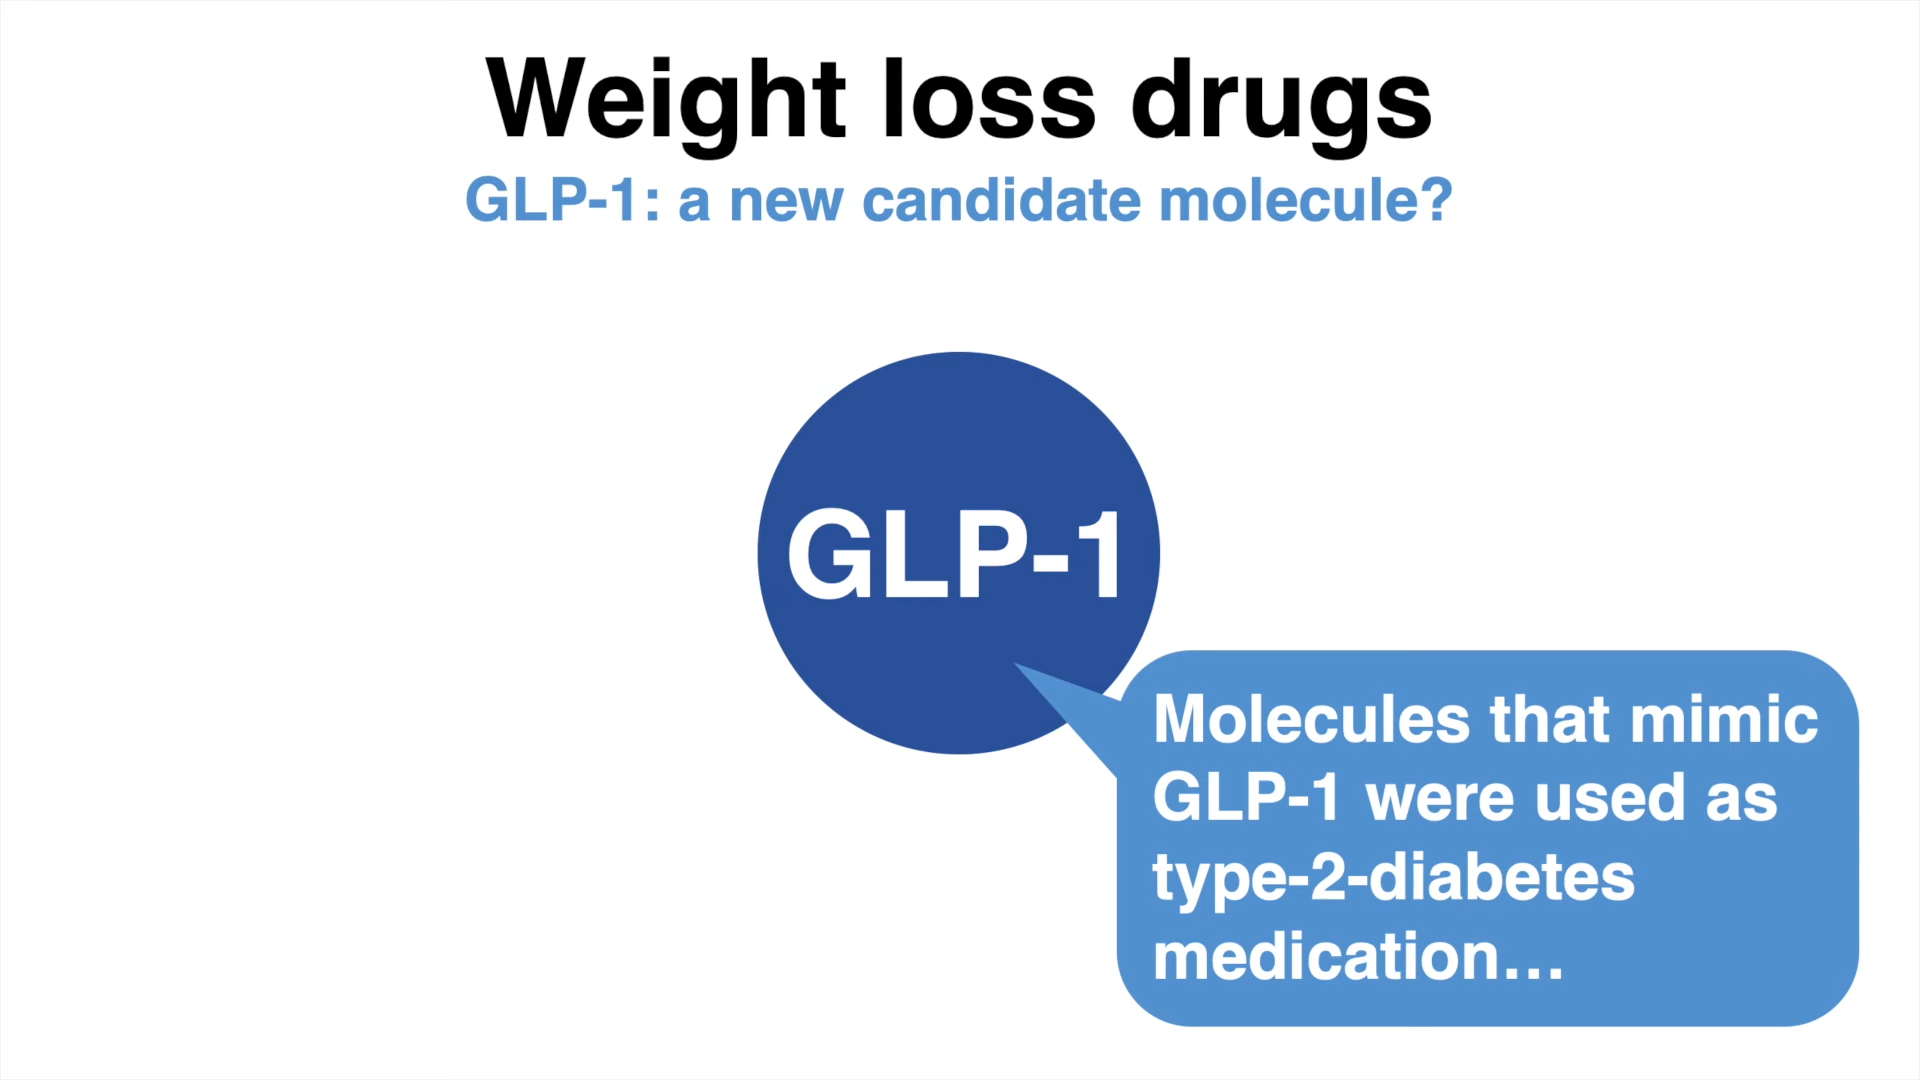 Weight loss drugs
GLP-1: a new candidate molecule?
GLP-1
Molecules that mimic
GLP-1 were used as
type-2-diabetes
medication…